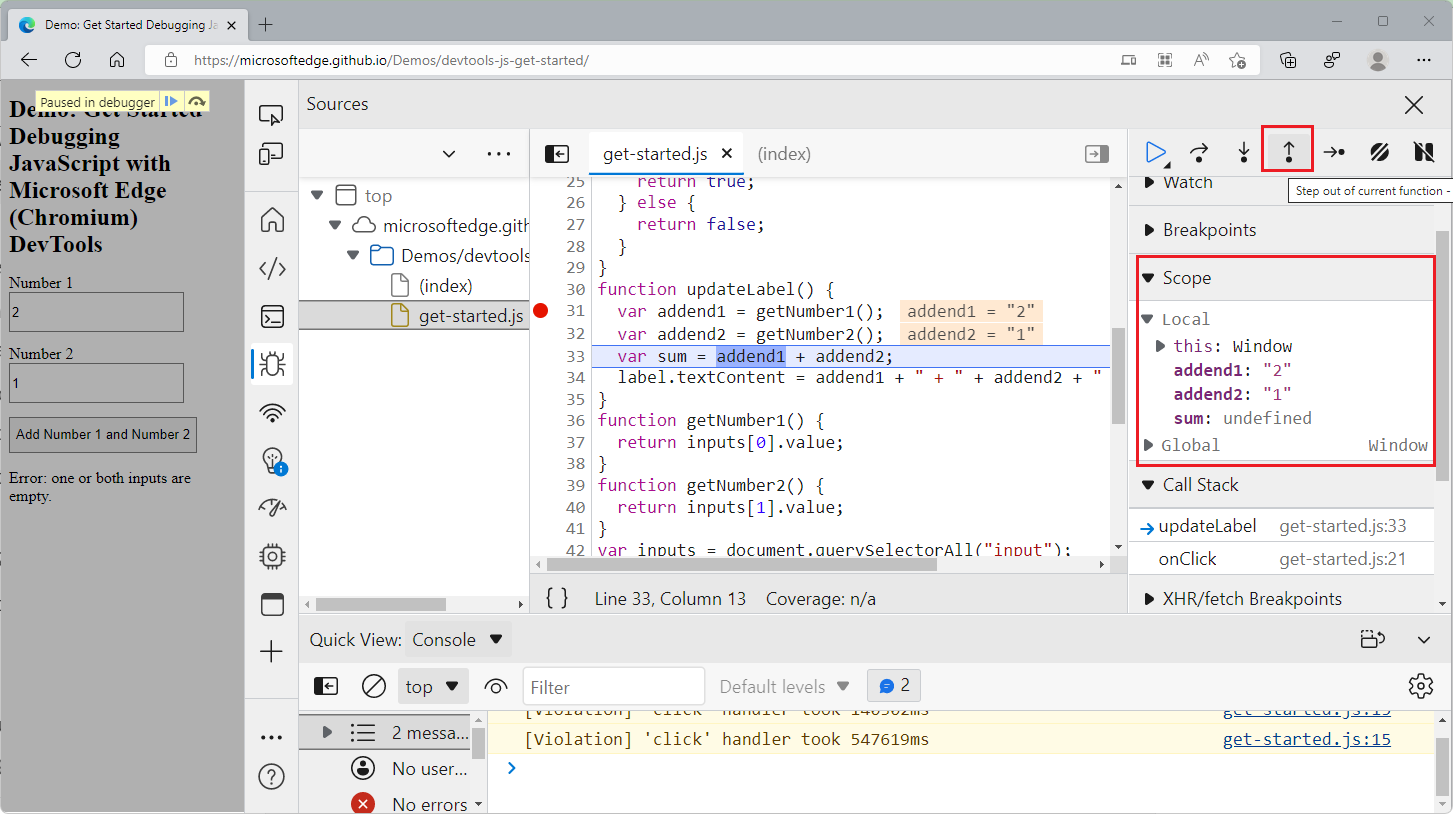 Demo: Get Started Debugging Ja
https://microsoftedge.github.io/Demos/devtools-js-get-started/
Paused in debugger
Demo: Get Started
Debugging
JavaScript with
Microsoft Edge
(Chromium)
DevTools
Number 1
2
Number 2
1
Add Number 1 and Number 2
Error: one or both inputs are
empty.
Sources
top
microsoftedge.gith
Demos/devtools
(index)
get-started.js
get-started.js
(index)
25 return true;
26 } else {
27 return false;
28 }
29 }
30 function updateLabel() {
31 var addend1 = getNumber1(); addend1 = "2"
32 var addend2 = getNumber2(); addend2 = "1"
33 var sum = addend1 + addend2;
34 label.textContent = addend1 + " + " + addend2 + "
35 }
36 function getNumber1() {
37 return inputs[0].value;
38 }
39 function getNumber2() {
40 return inputs[1].value;
41 }
42 var inputs = document.querySelectorAll("input");
{ } Line 33, Column 13 Coverage: n/a
Step out of current function -
Watch
Breakpoints
Scope
Local
this: Window
addend1: "2"
addend2: "1"
sum: undefined
Global Window
Call Stack
updateLabel get-started.js:33
onClick get-started.js:21
XHR/fetch Breakpoints
Quick View: Console
top
Filter
Default levels
2
2 messa...
No user...
No errors
[Violation] 'click' handler took 140502ms get-started.js:15
[Violation] 'click' handler took 547619ms get-started.js:15